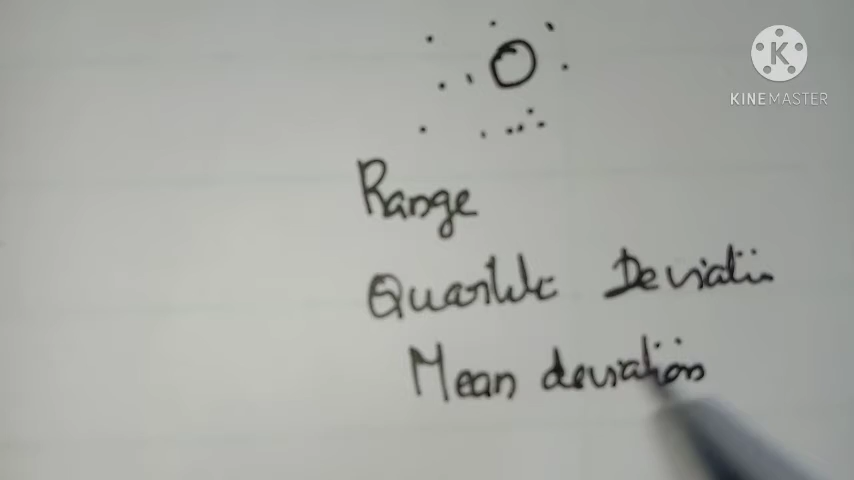 K
KINEMASTER
Range
Quartile Deviation
Mean deviation